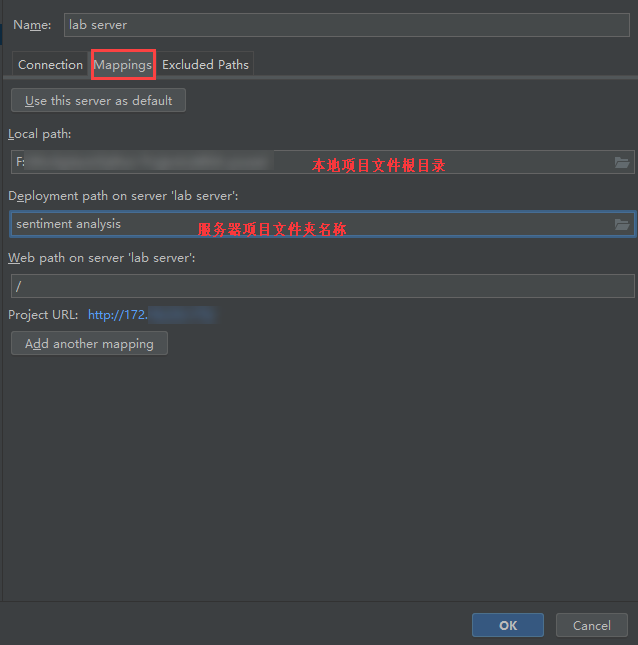 Name: lab server
Connection Mappings Excluded Paths
Use this server as default
Local path:
F: 本地项目文件根目录
Deployment path on server 'lab server':
sentiment analysis 服务器项目文件夹名称
Web path on server 'lab server':
/
Project URL: http://172.
Add another mapping
OK Cancel